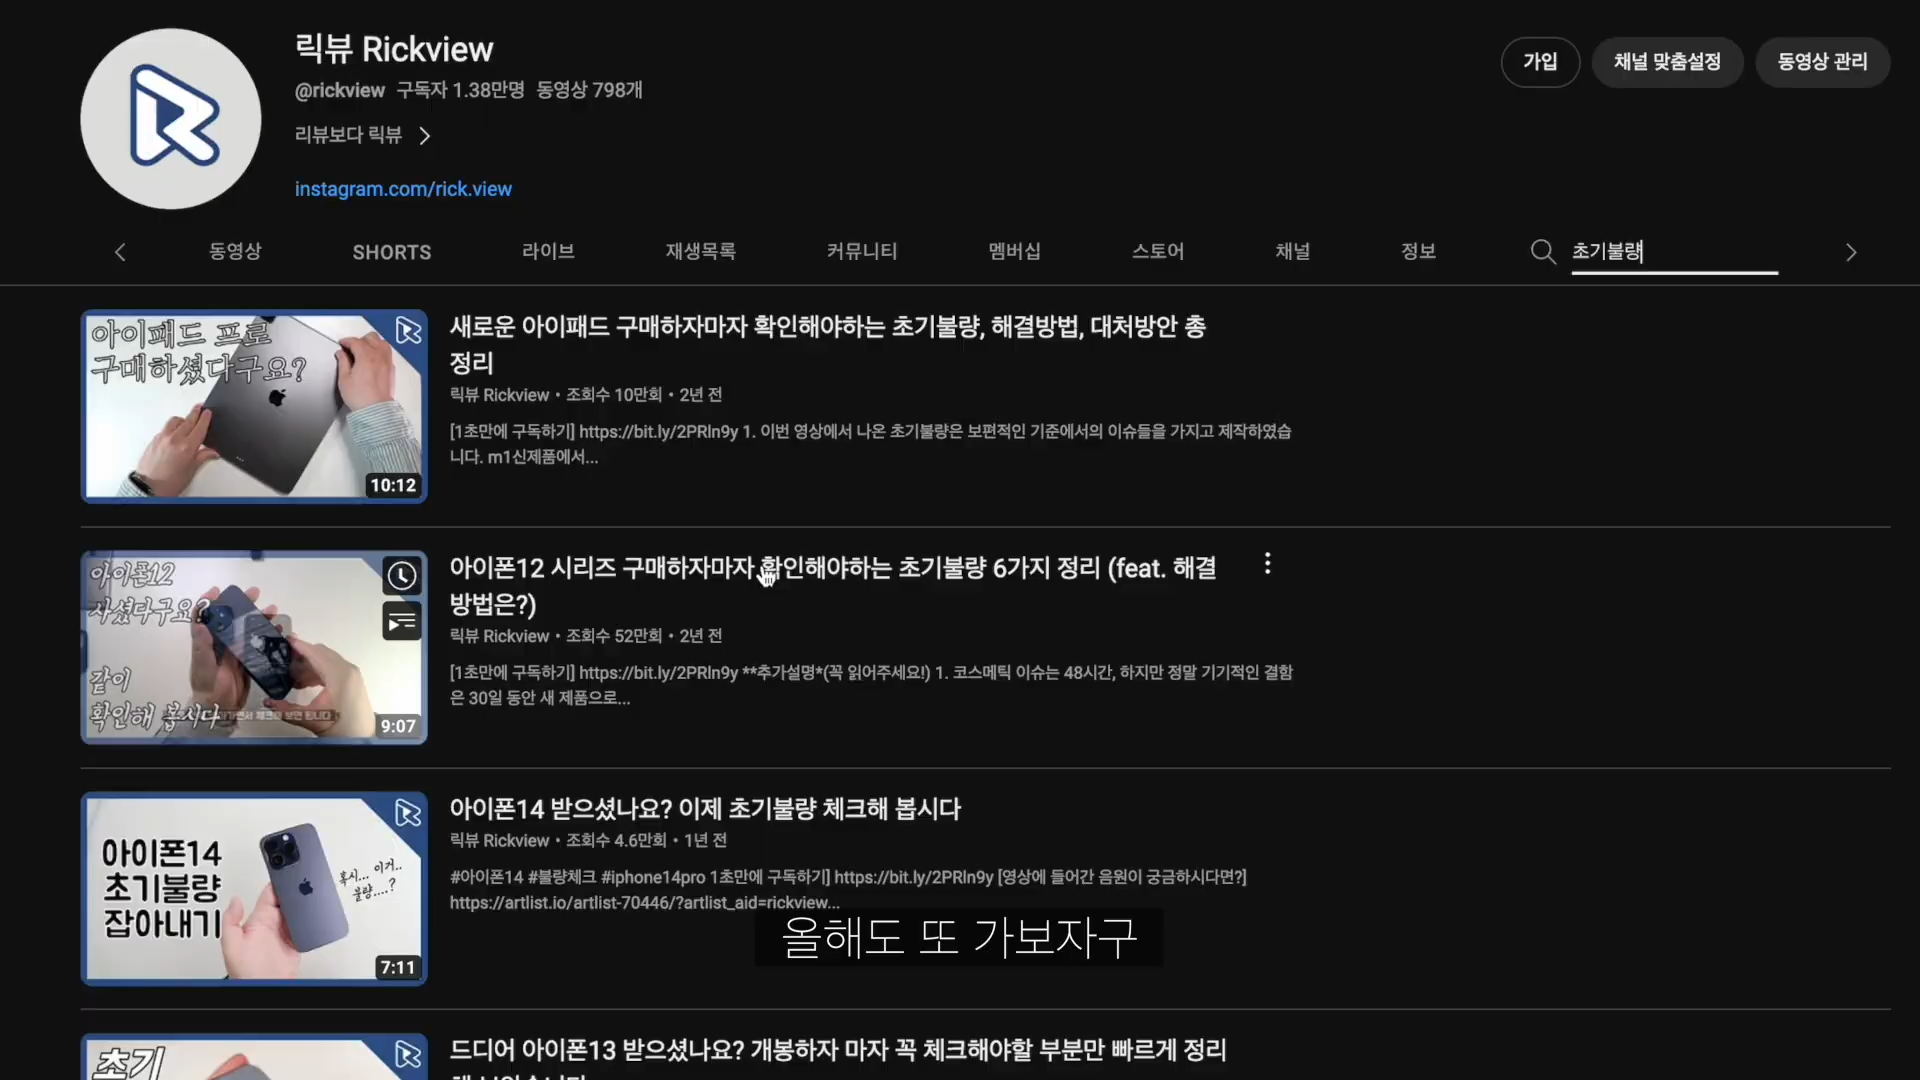 릭뷰 Rickview
@rickview 구독자 1.38만명 동영상 798개
리뷰보다 릭뷰
instagram.com/rick.view
가입
채널 맞춤설정
동영상 관리
동영상
SHORTS
라이브
재생목록
커뮤니티
멤버십
스토어
채널
정보
초기불량
아이패드 프로
구매하셨다구요?
10:12
새로운 아이패드 구매하자마자 확인해야하는 초기불량, 해결방법, 대처방안 총
정리
릭뷰 Rickview • 조회수 10만회 • 2년 전
[1초만에 구독하기] https://bit.ly/2PRln9y 1. 이번 영상에서 나온 초기불량은 보편적인 기준에서의 이슈들을 가지고 제작하였습
니다. m1신제품에서...
아이폰12
사셨다구요?
같이
확인해 봅시다
9:07
아이폰12 시리즈 구매하자마자 확인해야하는 초기불량 6가지 정리 (feat. 해결
방법은?)
릭뷰 Rickview • 조회수 52만회 • 2년 전
[1초만에 구독하기] https://bit.ly/2PRln9y **추가설명*(꼭 읽어주세요!) 1. 코스메틱 이슈는 48시간, 하지만 정말 기기적인 결함
은 30일 동안 새 제품으로...
아이폰14
초기불량
잡아내기
혹시... 이거..
불량....?
7:11
아이폰14 받으셨나요? 이제 초기불량 체크해 봅시다
릭뷰 Rickview • 조회수 4.6만회 • 1년 전
#아이폰14 #불량체크 #iphone14pro 1초만에 구독하기] https://bit.ly/2PRln9y [영상에 들어간 음원이 궁금하시다면?]
https://artlist.io/artlist-70446/?artlist_aid=rickview...
올해도 또 가보자구
초기
드디어 아이폰13 받으셨나요? 개봉하자 마자 꼭 체크해야할 부분만 빠르게 정리